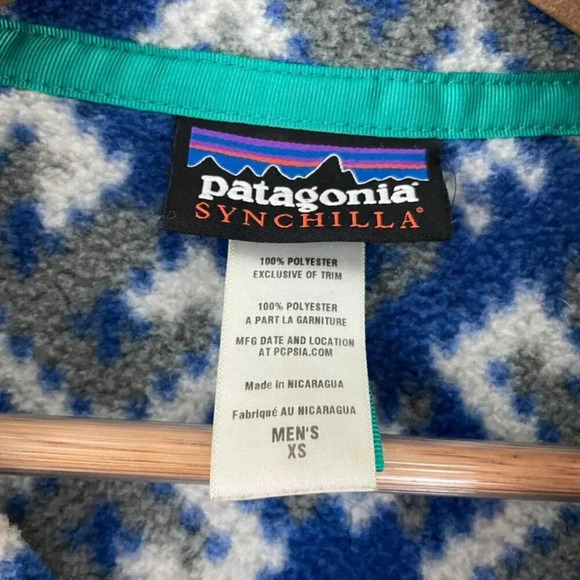 patagonia®
SYNCHILLA®
100% POLYESTER
EXCLUSIVE OF TRIM
100% POLYESTER
A PART LA GARNITURE
MFG DATE AND LOCATION
AT PCPSIA.COM
Made in NICARAGUA
Fabriqué AU NICARAGUA
MEN'S
XS